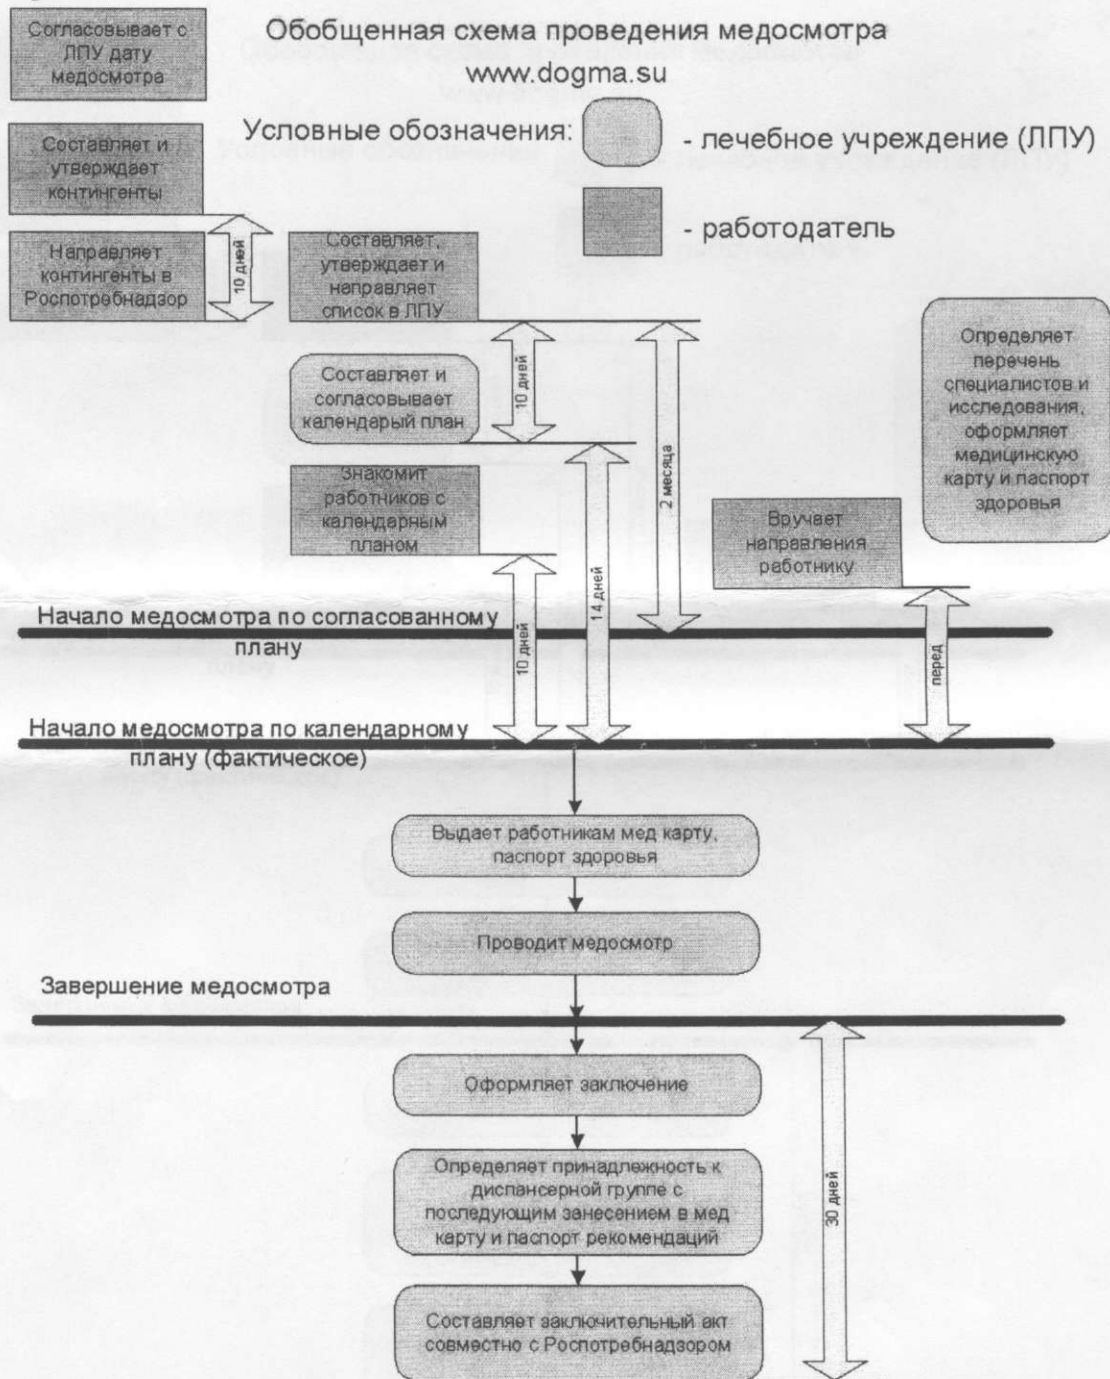 Согласовывает с
ЛПУ дату
медосмотра
Обобщенная схема проведения медосмотра
www.dogma.su
Условные обозначения:
- лечебное учреждение (ЛПУ)
- работодатель
Составляет и
утверждает
контингенты
Направляет
контингенты в
Роспотребнадзор
10 дней
Составляет,
утверждает и
направляет
список в ЛПУ
10 дней
Составляет и
согласовывает
календарый план
Знакомит
работников с
календарным
планом
10 дней
14 дней
2 месяца
Вручает
направления
работнику
перед
Определяет
перечень
специалистов и
исследования,
оформляет
медицинскую
карту и паспорт
здоровья
Начало медосмотра по согласованному
плану
Начало медосмотра по календарному
плану (фактическое)
Выдает работникам мед карту,
паспорт здоровья
Проводит медосмотр
Завершение медосмотра
Оформляет заключение
Определяет принадлежность к
диспансерной группе с
последующим занесением в мед
карту и паспорт рекомендаций
Составляет заключительный акт
совместно с Роспотребнадзором
30 дней